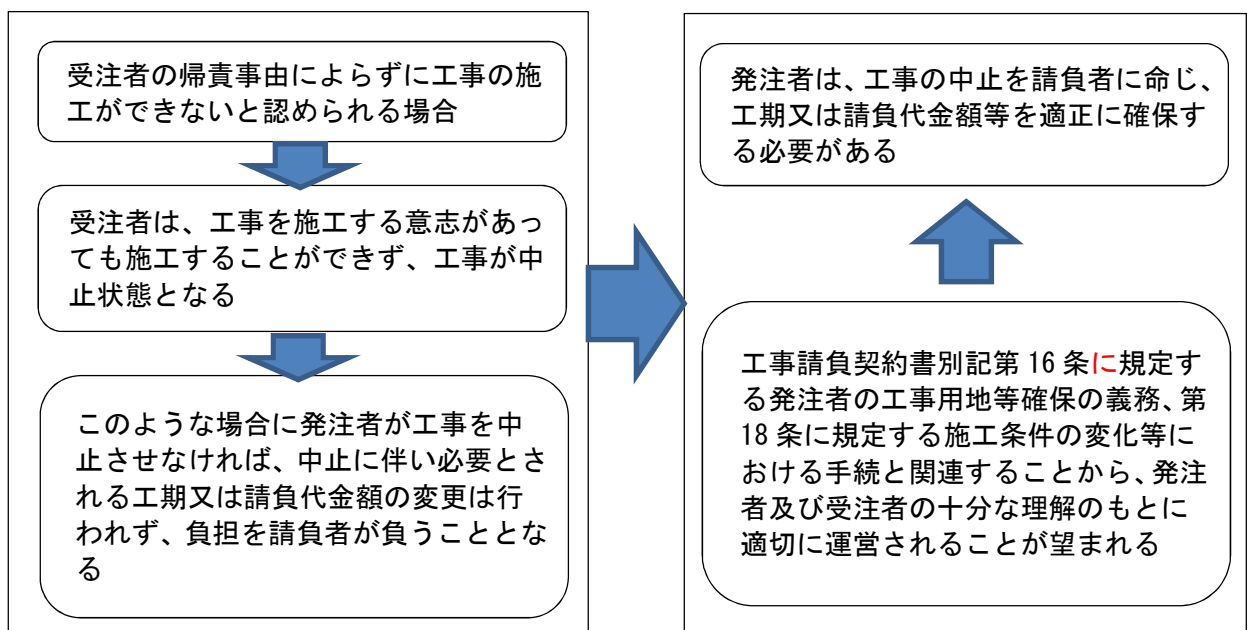 受注者の帰責事由によらずに工事の施
工ができないと認められる場合
受注者は、工事を施工する意志があっ
ても施工することができず、工事が中
止状態となる
このような場合に発注者が工事を中
止させなければ、中止に伴い必要とさ
れる工期又は請負代金額の変更は行
われず、負担を請負者が負うこととな
る
発注者は、工事の中止を請負者に命じ、
工期又は請負代金額等を適正に確保す
る必要がある
工事請負契約書別記第 16 条に規定す
る発注者の工事用地等確保の義務、第
18 条に規定する施工条件の変化等に
おける手続と関連することから、発注
者及び受注者の十分な理解のもとに
適切に運営されることが望まれる